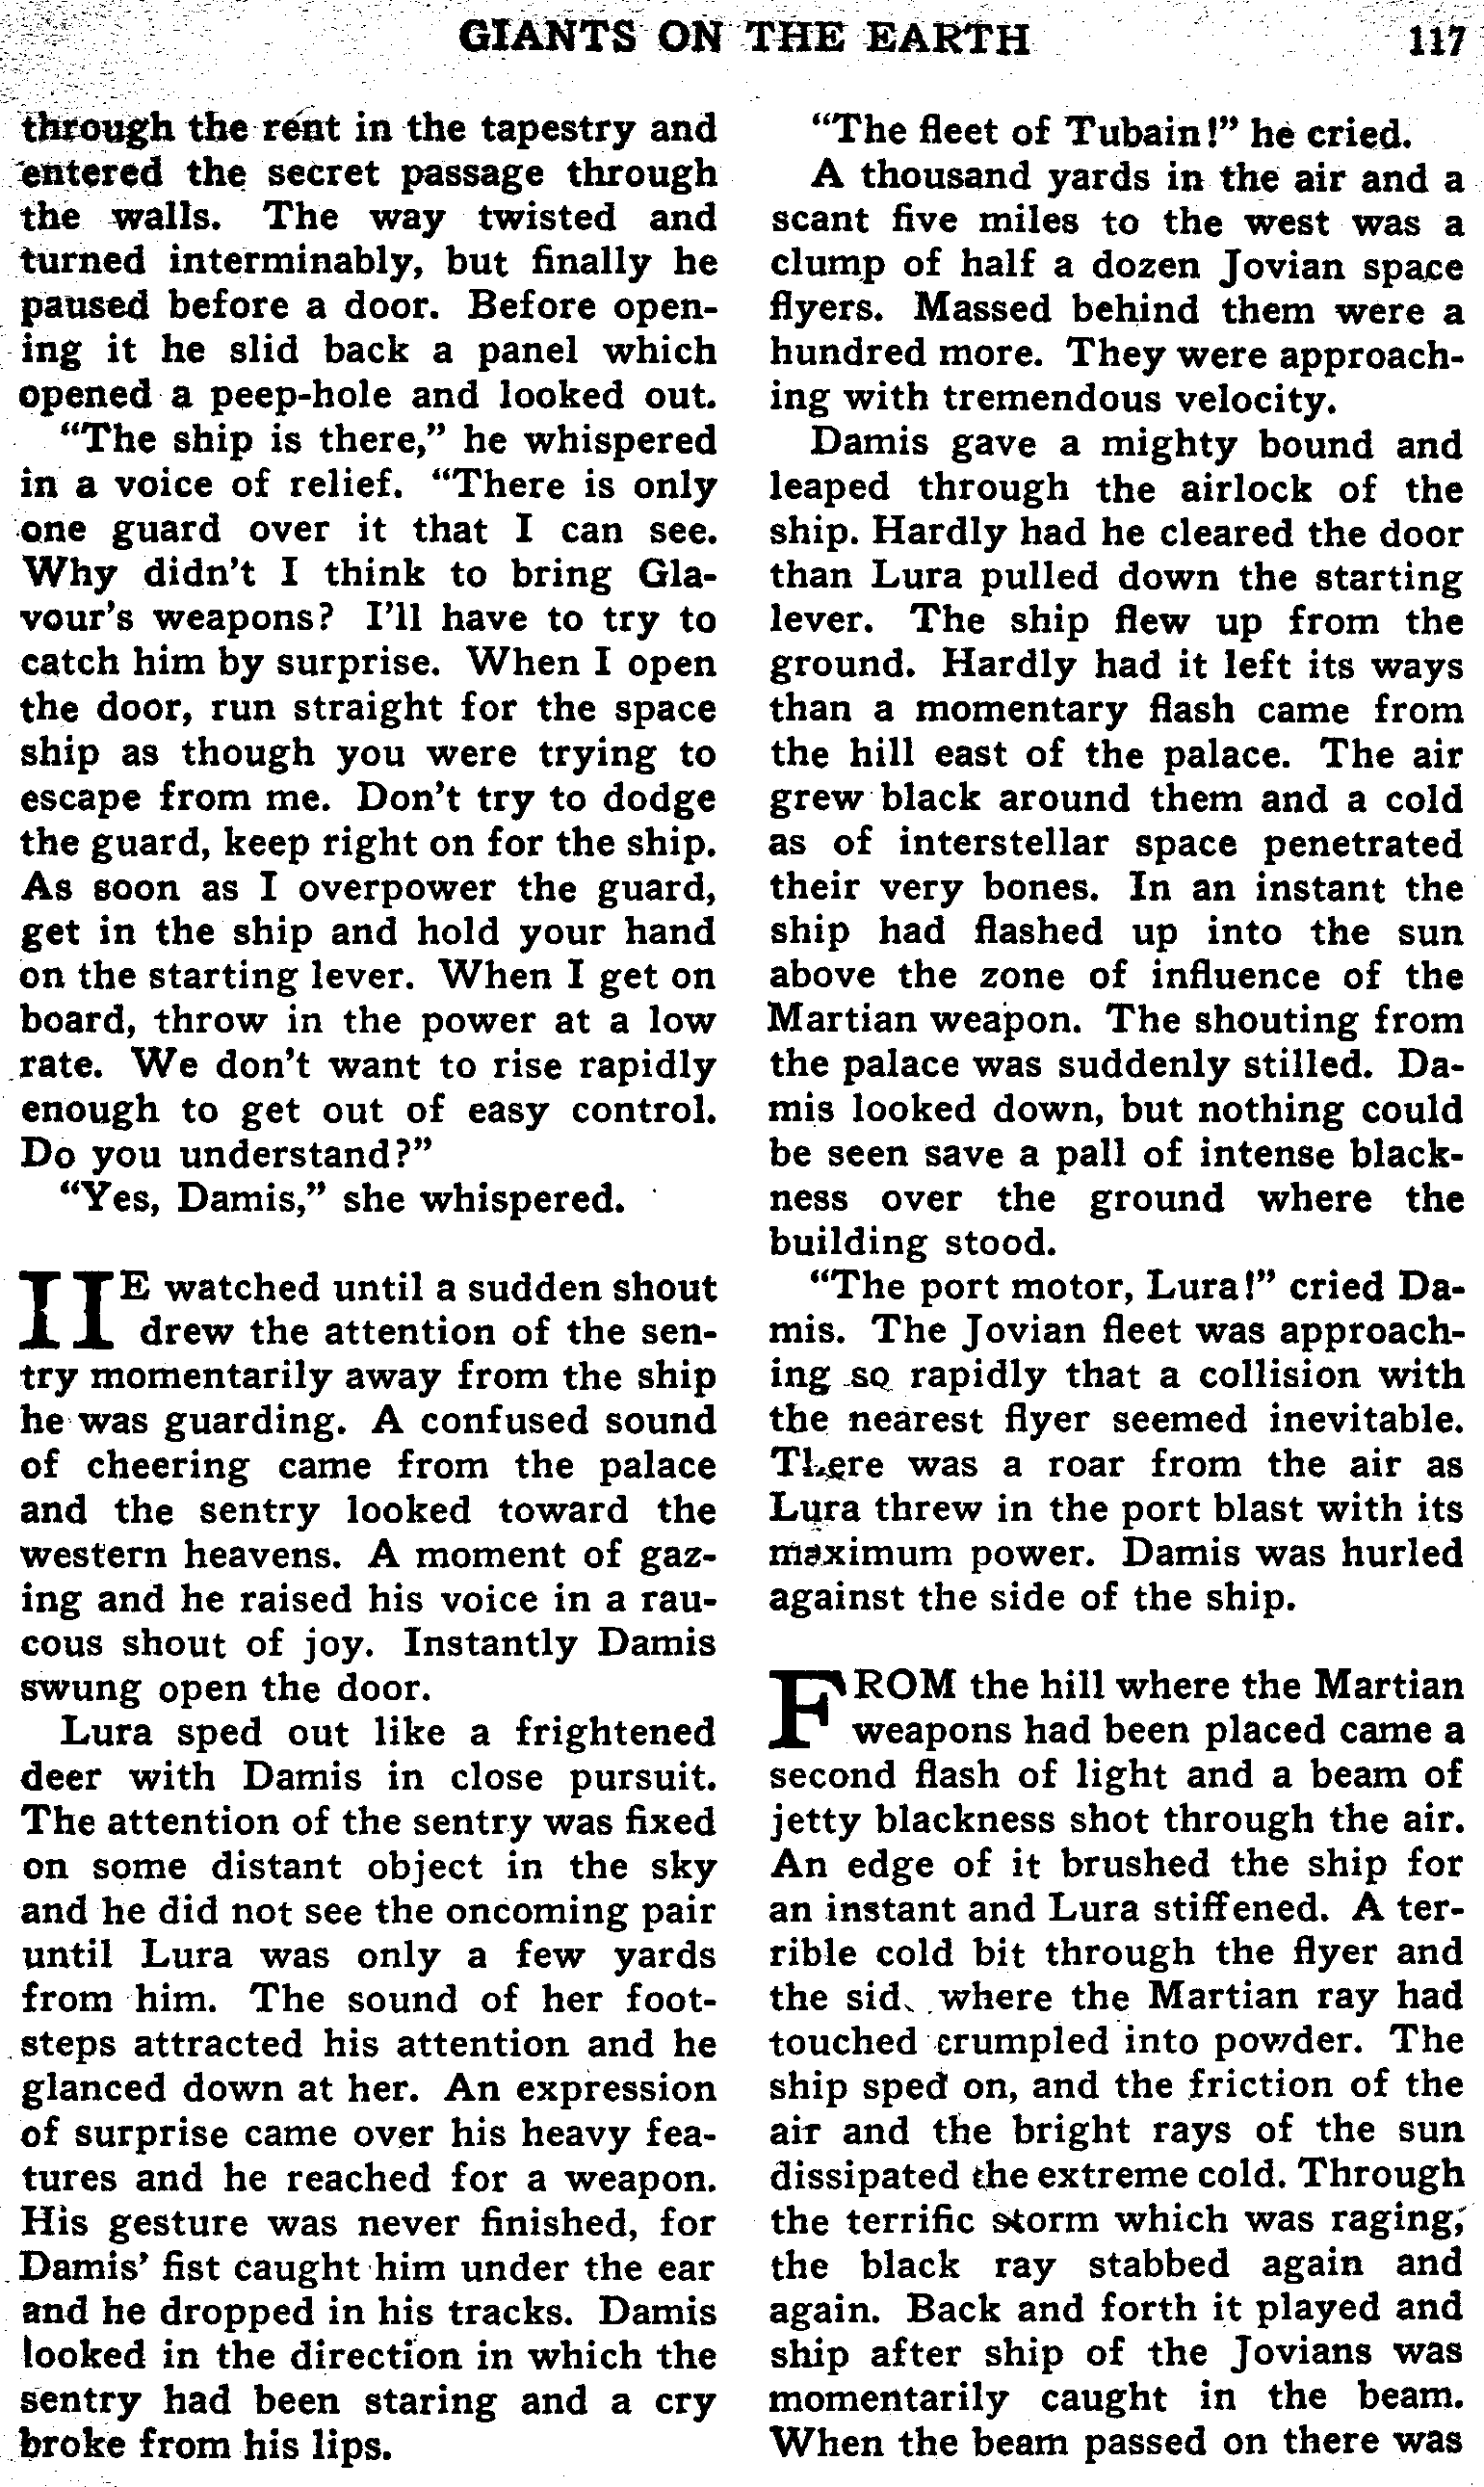 GIANTS ON THE EARTH 117
through the rent in the tapestry and
entered the secret passage through
the walls. The way twisted and
turned interminably, but finally he
paused before a door. Before open-
ing it he slid back a panel which
opened a peep-hole and looked out.
"The ship is there," he whispered
in a voice of relief. "There is only
one guard over it that I can see.
Why didn't I think to bring Gla-
vour's weapons? I'll have to try to
catch him by surprise. When I open
the door, run straight for the space
ship as though you were trying to
escape from me. Don't try to dodge
the guard, keep right on for the ship.
As soon as I overpower the guard,
get in the ship and hold your hand
on the starting lever. When I get on
board, throw in the power at a low
rate. We don't want to rise rapidly
enough to get out of easy control.
Do you understand?"
"Yes, Damis," she whispered.
HE watched until a sudden shout
drew the attention of the sen-
try momentarily away from the ship
he was guarding. A confused sound
of cheering came from the palace
and the sentry looked toward the
western heavens. A moment of gaz-
ing and he raised his voice in a rau-
cous shout of joy. Instantly Damis
swung open the door.
Lura sped out like a frightened
deer with Damis in close pursuit.
The attention of the sentry was fixed
on some distant object in the sky
and he did not see the oncoming pair
until Lura was only a few yards
from him. The sound of her foot-
steps attracted his attention and he
glanced down at her. An expression
of surprise came over his heavy fea-
tures and he reached for a weapon.
His gesture was never finished, for
Damis' fist caught him under the ear
and he dropped in his tracks. Damis
looked in the direction in which the
sentry had been staring and a cry
broke from his lips.
"The fleet of Tubain!" he cried.
A thousand yards in the air and a
scant five miles to the west was a
clump of half a dozen Jovian space
flyers. Massed behind them were a
hundred more. They were approach-
ing with tremendous velocity.
Damis gave a mighty bound and
leaped through the airlock of the
ship. Hardly had he cleared the door
than Lura pulled down the starting
lever. The ship flew up from the
ground. Hardly had it left its ways
than a momentary flash came from
the hill east of the palace. The air
grew black around them and a cold
as of interstellar space penetrated
their very bones. In an instant the
ship had flashed up into the sun
above the zone of influence of the
Martian weapon. The shouting from
the palace was suddenly stilled. Da-
mis looked down, but nothing could
be seen save a pall of intense black-
ness over the ground where the
building stood.
"The port motor, Lura!" cried Da-
mis. The Jovian fleet was approach-
ing so rapidly that a collision with
the nearest flyer seemed inevitable.
There was a roar from the air as
Lura threw in the port blast with its
maximum power. Damis was hurled
against the side of the ship.
FROM the hill where the Martian
weapons had been placed came a
second flash of light and a beam of
jetty blackness shot through the air.
An edge of it brushed the ship for
an instant and Lura stiffened. A ter-
rible cold bit through the flyer and
the side where the Martian ray had
touched crumpled into powder. The
ship sped on, and the friction of the
air and the bright rays of the sun
dissipated the extreme cold. Through
the terrific storm which was raging,
the black ray stabbed again and
again. Back and forth it played and
ship after ship of the Jovians was
momentarily caught in the beam.
When the beam passed on there was